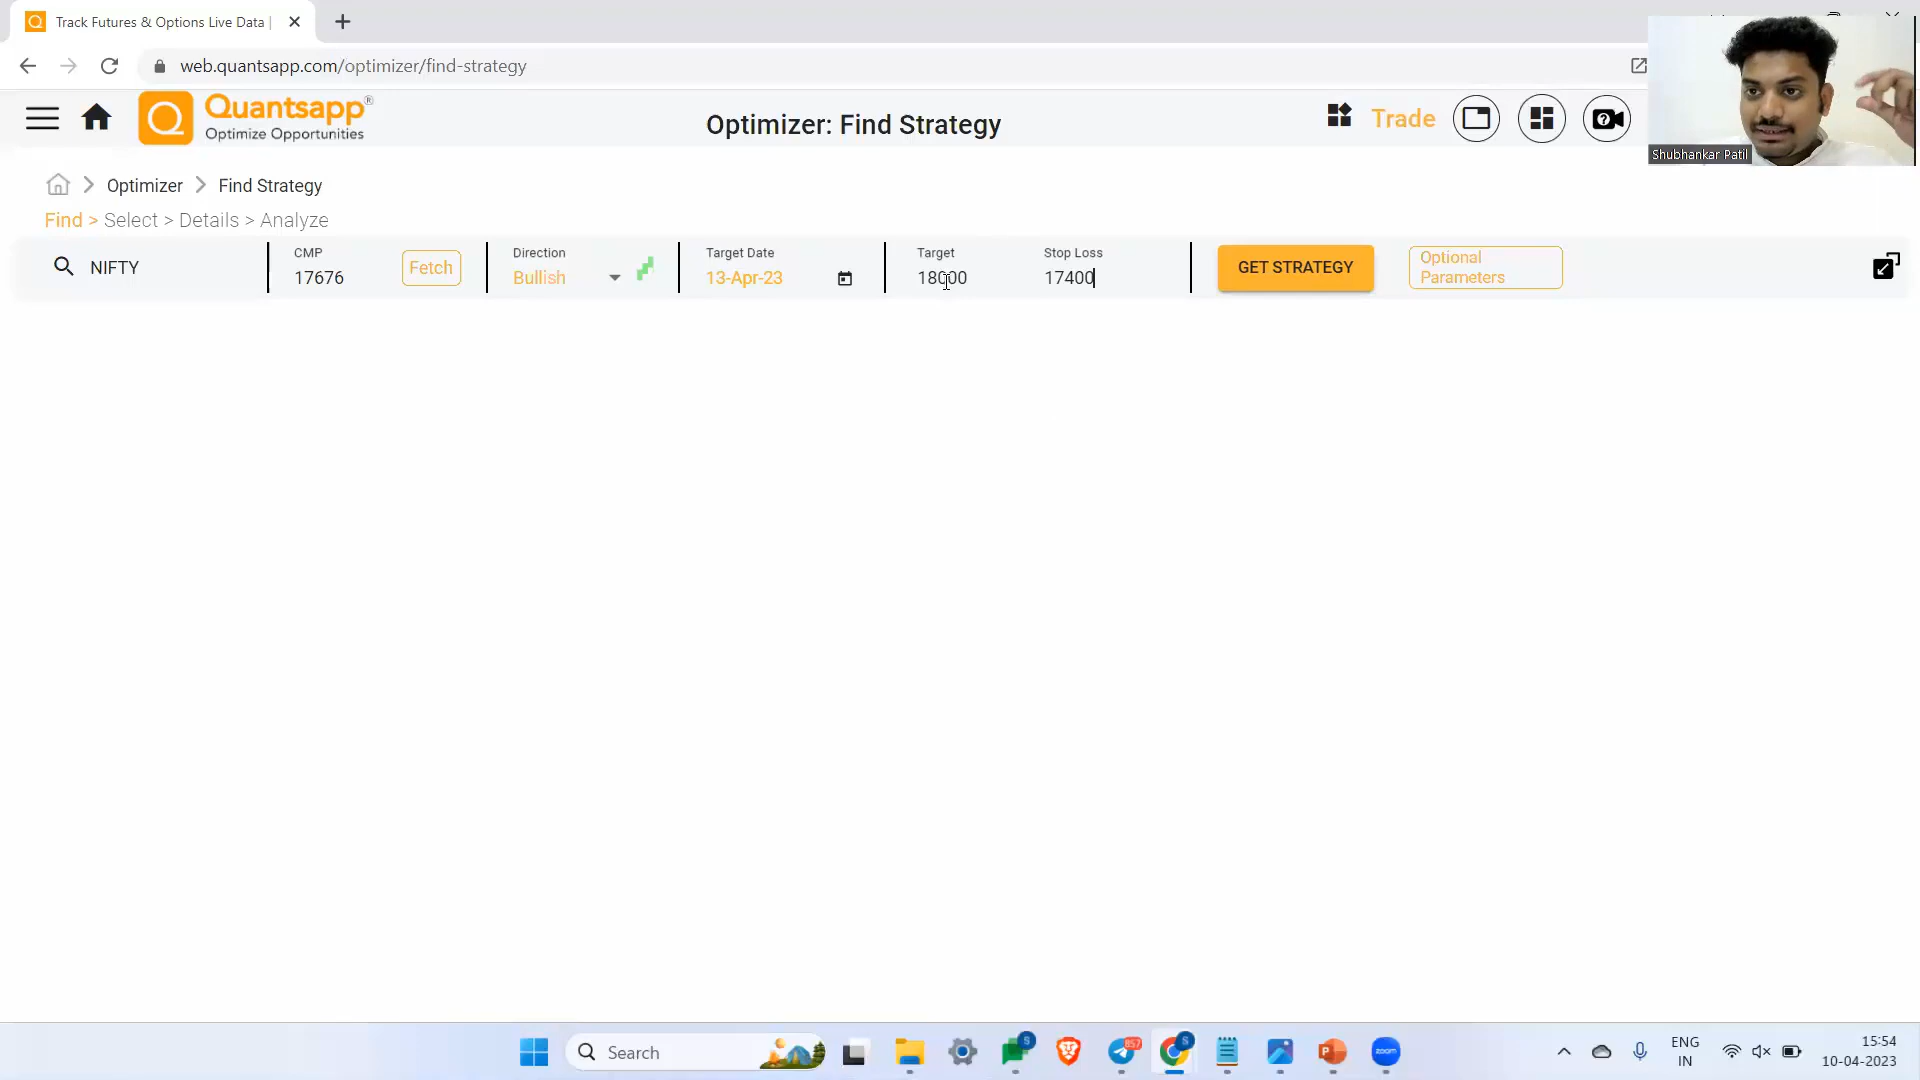 Track Futures & Options Live Data |
web.quantsapp.com/optimizer/find-strategy
Quantsapp®
Optimize Opportunities
Optimizer: Find Strategy
Trade
Shubhankar Patil
Optimizer > Find Strategy
Find > Select > Details > Analyze
NIFTY
CMP
17676
Fetch
Direction
Bullish
Target Date
13-Apr-23
Target
18000
Stop Loss
17400
GET STRATEGY
Optional
Parameters
Search
857
zoom
ENG
IN
15:54
10-04-2023